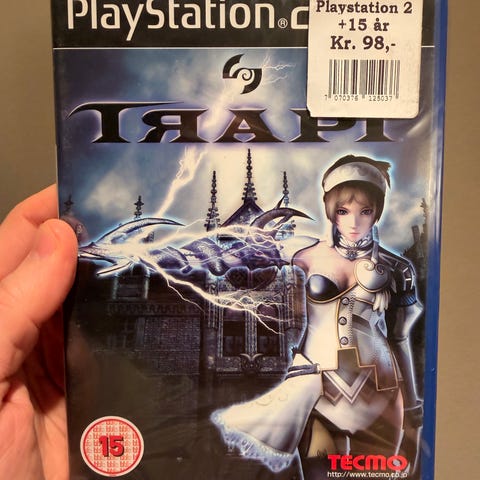 PlayStation®2
Playstation 2
+15 år
Kr. 98,-
7 070376 125037
TRAPT
15
TECMO
http://www.tecmo.co.jp